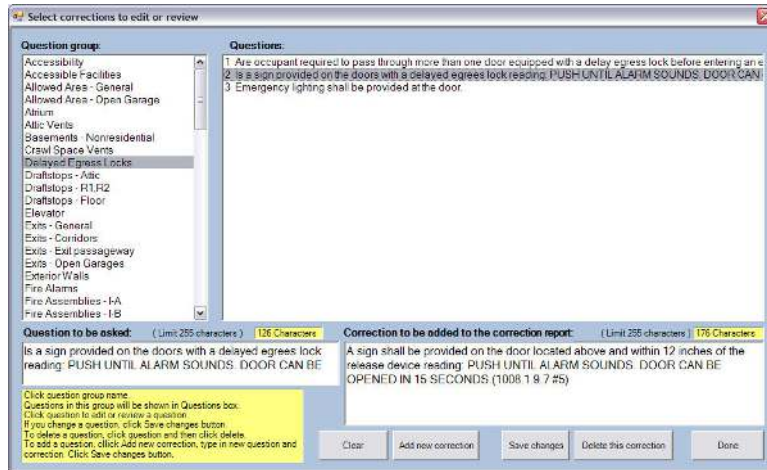 Select corrections to edit or review
Question group:
Questions:
Accessibility
Accessible Facilities
Allowed Area - General
Allowed Area - Open Garage
Atrium
Attic Vents
Basements - Nonresidential
Crawl Space Vents
Delayed Egress Locks
Draftstops - Attic
Draftstops - R1,R2
Draftstops - Floor
Elevator
Exits - General
Exits - Corridors
Exits - Exit passageway
Exits - Open Garages
Exterior Walls
Fire Alarms
Fire Assemblies - I-A
Fire Assemblies - I-B
1 Are occupant required to pass through more than one door equipped with a delay egress lock before entering an e
2 Is a sign provided on the doors with a delayed egrees lock reading: PUSH UNTIL ALARM SOUNDS. DOOR CAN
3 Emergency lighting shall be provided at the door.
Question to be asked: ( Limit 255 characters ) 126 Characters
Is a sign provided on the doors with a delayed egrees lock
reading: PUSH UNTIL ALARM SOUNDS. DOOR CAN BE
Correction to be added to the correction report: ( Limit 255 characters ) 176 Characters
A sign shall be provided on the door located above and within 12 inches of the
release device reading: PUSH UNTIL ALARM SOUNDS. DOOR CAN BE
OPENED IN 15 SECONDS (1008.1.9.7 #5)
Click question group name.
Questions in this group will be shown in Questions box.
Click question to edit or review a question.
If you change a question, click Save changes button.
To delete a question, click question and then click delete.
To add a question, click Add new correction, type in new question and
correction. Click Save changes button.
Clear
Add new correction
Save changes
Delete this correction
Done